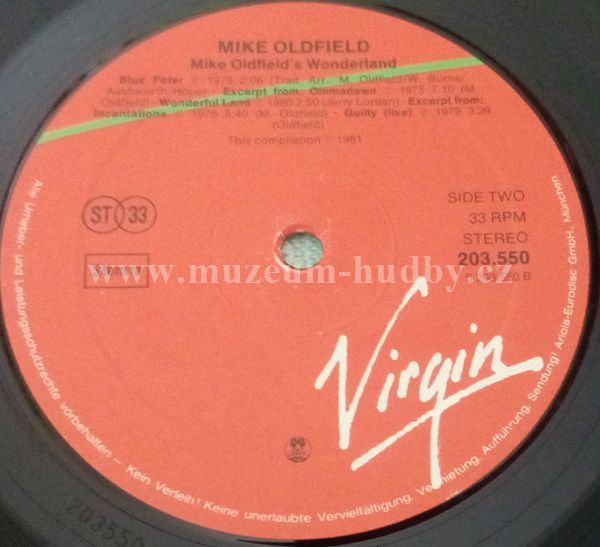 MIKE OLDFIELD
Mike Oldfield's Wonderland
Blue Peter ℗ 1979 2:06 (Trad. Arr. M. Oldfield/W. Burns/
Ashworth/Hope) · Excerpt from: Ommadawn ℗ 1975 7.10 (M.
Oldfield) · Wonderful Land ℗ 1980 2:50 (Jerry Lordan) · Excerpt from:
Incantations ℗ 1978 8.40 (M. Oldfield) · Guilty (live) ℗ 1979 3.39
(Oldfield)
This compilation ℗ 1981
ST 33
SIDE TWO
33 RPM
STEREO
203.550
B
www.muzeum-hudby.cz
Virgin
Alle Urheber- und Leistungsschutzrechte vorbehalten – Kein Verleih! Keine unerlaubte Vervielfältigung, Vermietung, Aufführung, Sendung! Ariola-Eurodisc GmbH., München
203550